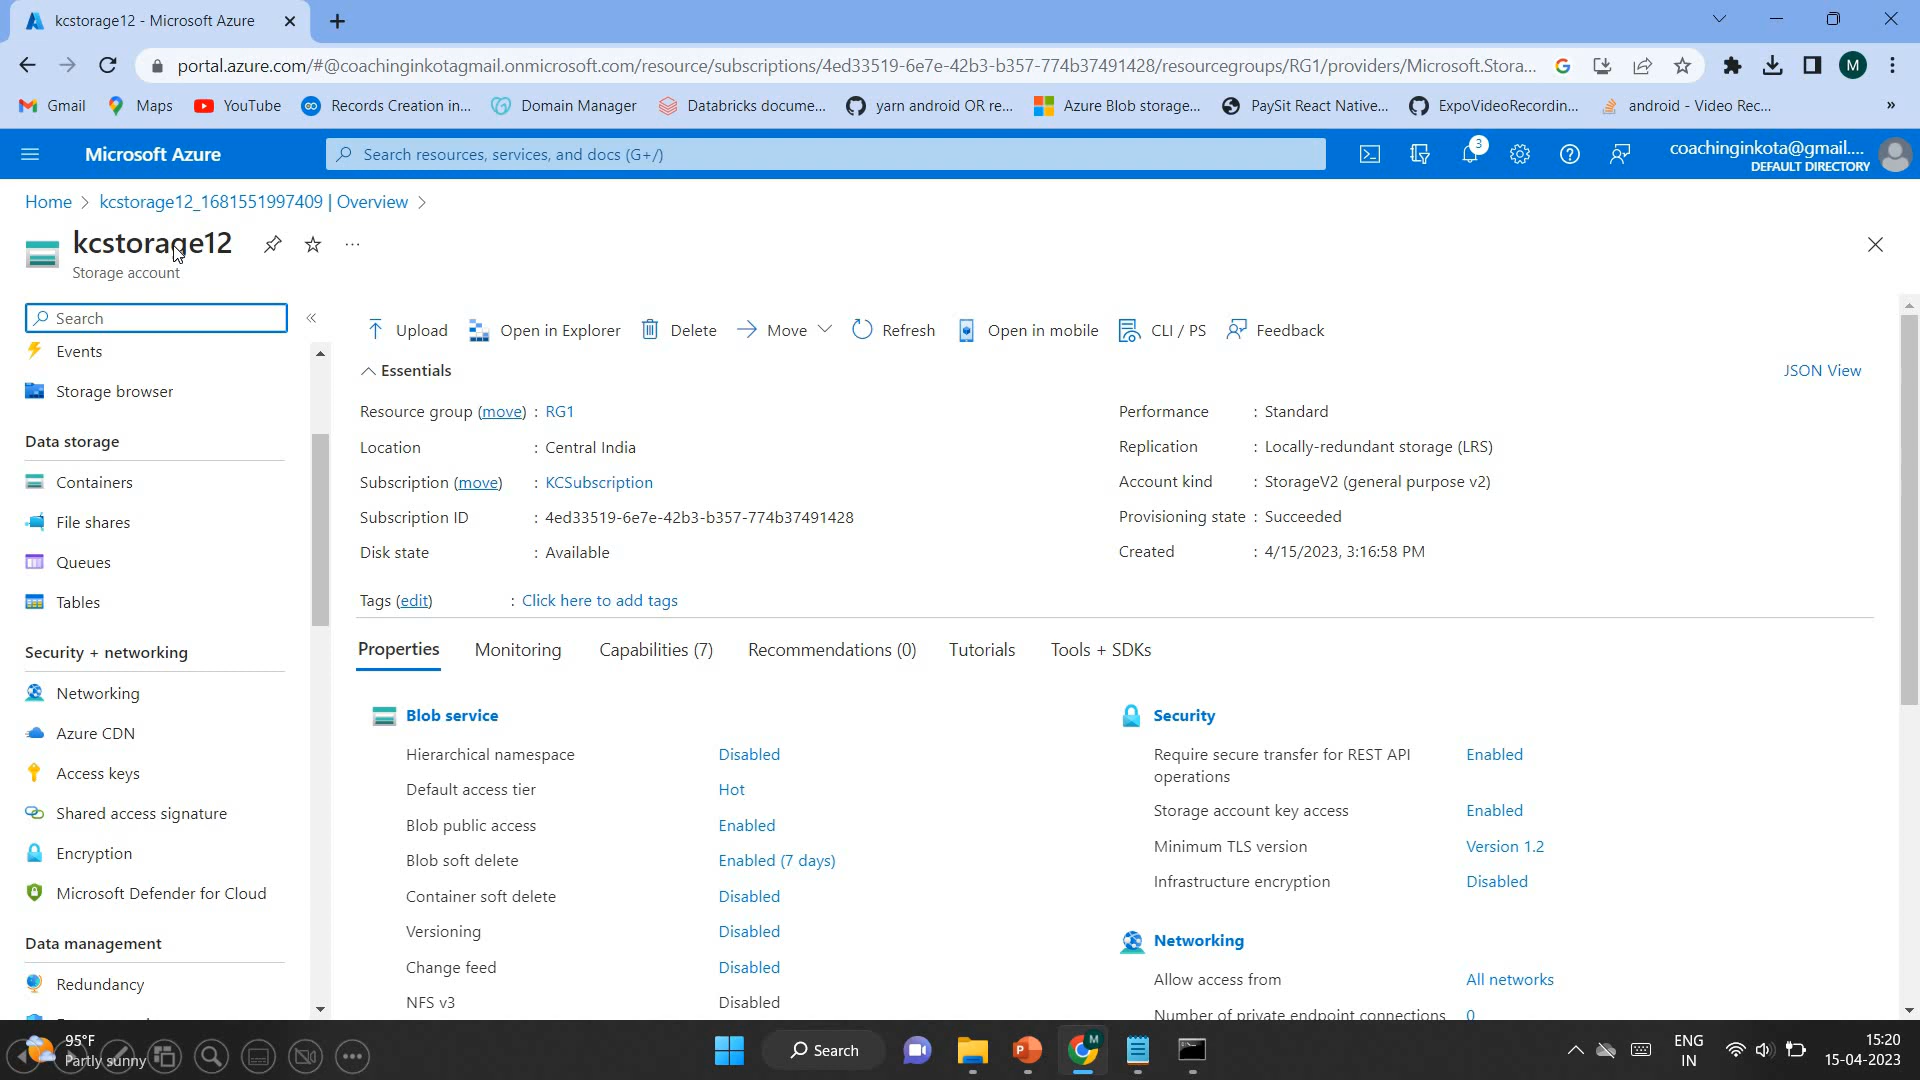 kcstorage12 - Microsoft Azure
portal.azure.com/#@coachinginkotagmail.onmicrosoft.com/resource/subscriptions/4ed33519-6e7e-42b3-b357-774b37491428/resourcegroups/RG1/providers/Microsoft.Stora...
M
Gmail Maps YouTube Records Creation in... Domain Manager Databricks docume... yarn android OR re... Azure Blob storage... PaySit React Native... ExpoVideoRecordin... android - Video Rec... »
Microsoft Azure
Search resources, services, and docs (G+/)
3
coachinginkota@gmail....
DEFAULT DIRECTORY
Home > kcstorage12_1681551997409 | Overview >
kcstorage12
Storage account
Search
Events
Storage browser
Data storage
Containers
File shares
Queues
Tables
Security + networking
Networking
Azure CDN
Access keys
Shared access signature
Encryption
Microsoft Defender for Cloud
Data management
Redundancy
Upload Open in Explorer Delete Move Refresh Open in mobile CLI / PS Feedback
Essentials
JSON View
Resource group (move) : RG1
Location : Central India
Subscription (move) : KCSubscription
Subscription ID : 4ed33519-6e7e-42b3-b357-774b37491428
Disk state : Available
Performance : Standard
Replication : Locally-redundant storage (LRS)
Account kind : StorageV2 (general purpose v2)
Provisioning state : Succeeded
Created : 4/15/2023, 3:16:58 PM
Tags (edit) : Click here to add tags
Properties Monitoring Capabilities (7) Recommendations (0) Tutorials Tools + SDKs
Blob service
Hierarchical namespace Disabled
Default access tier Hot
Blob public access Enabled
Blob soft delete Enabled (7 days)
Container soft delete Disabled
Versioning Disabled
Change feed Disabled
NFS v3 Disabled
Security
Require secure transfer for REST API operations Enabled
Storage account key access Enabled
Minimum TLS version Version 1.2
Infrastructure encryption Disabled
Networking
Allow access from All networks
Number of private endpoint connections 0
95°F
Partly sunny
Search
M
ENG
IN
15:20
15-04-2023